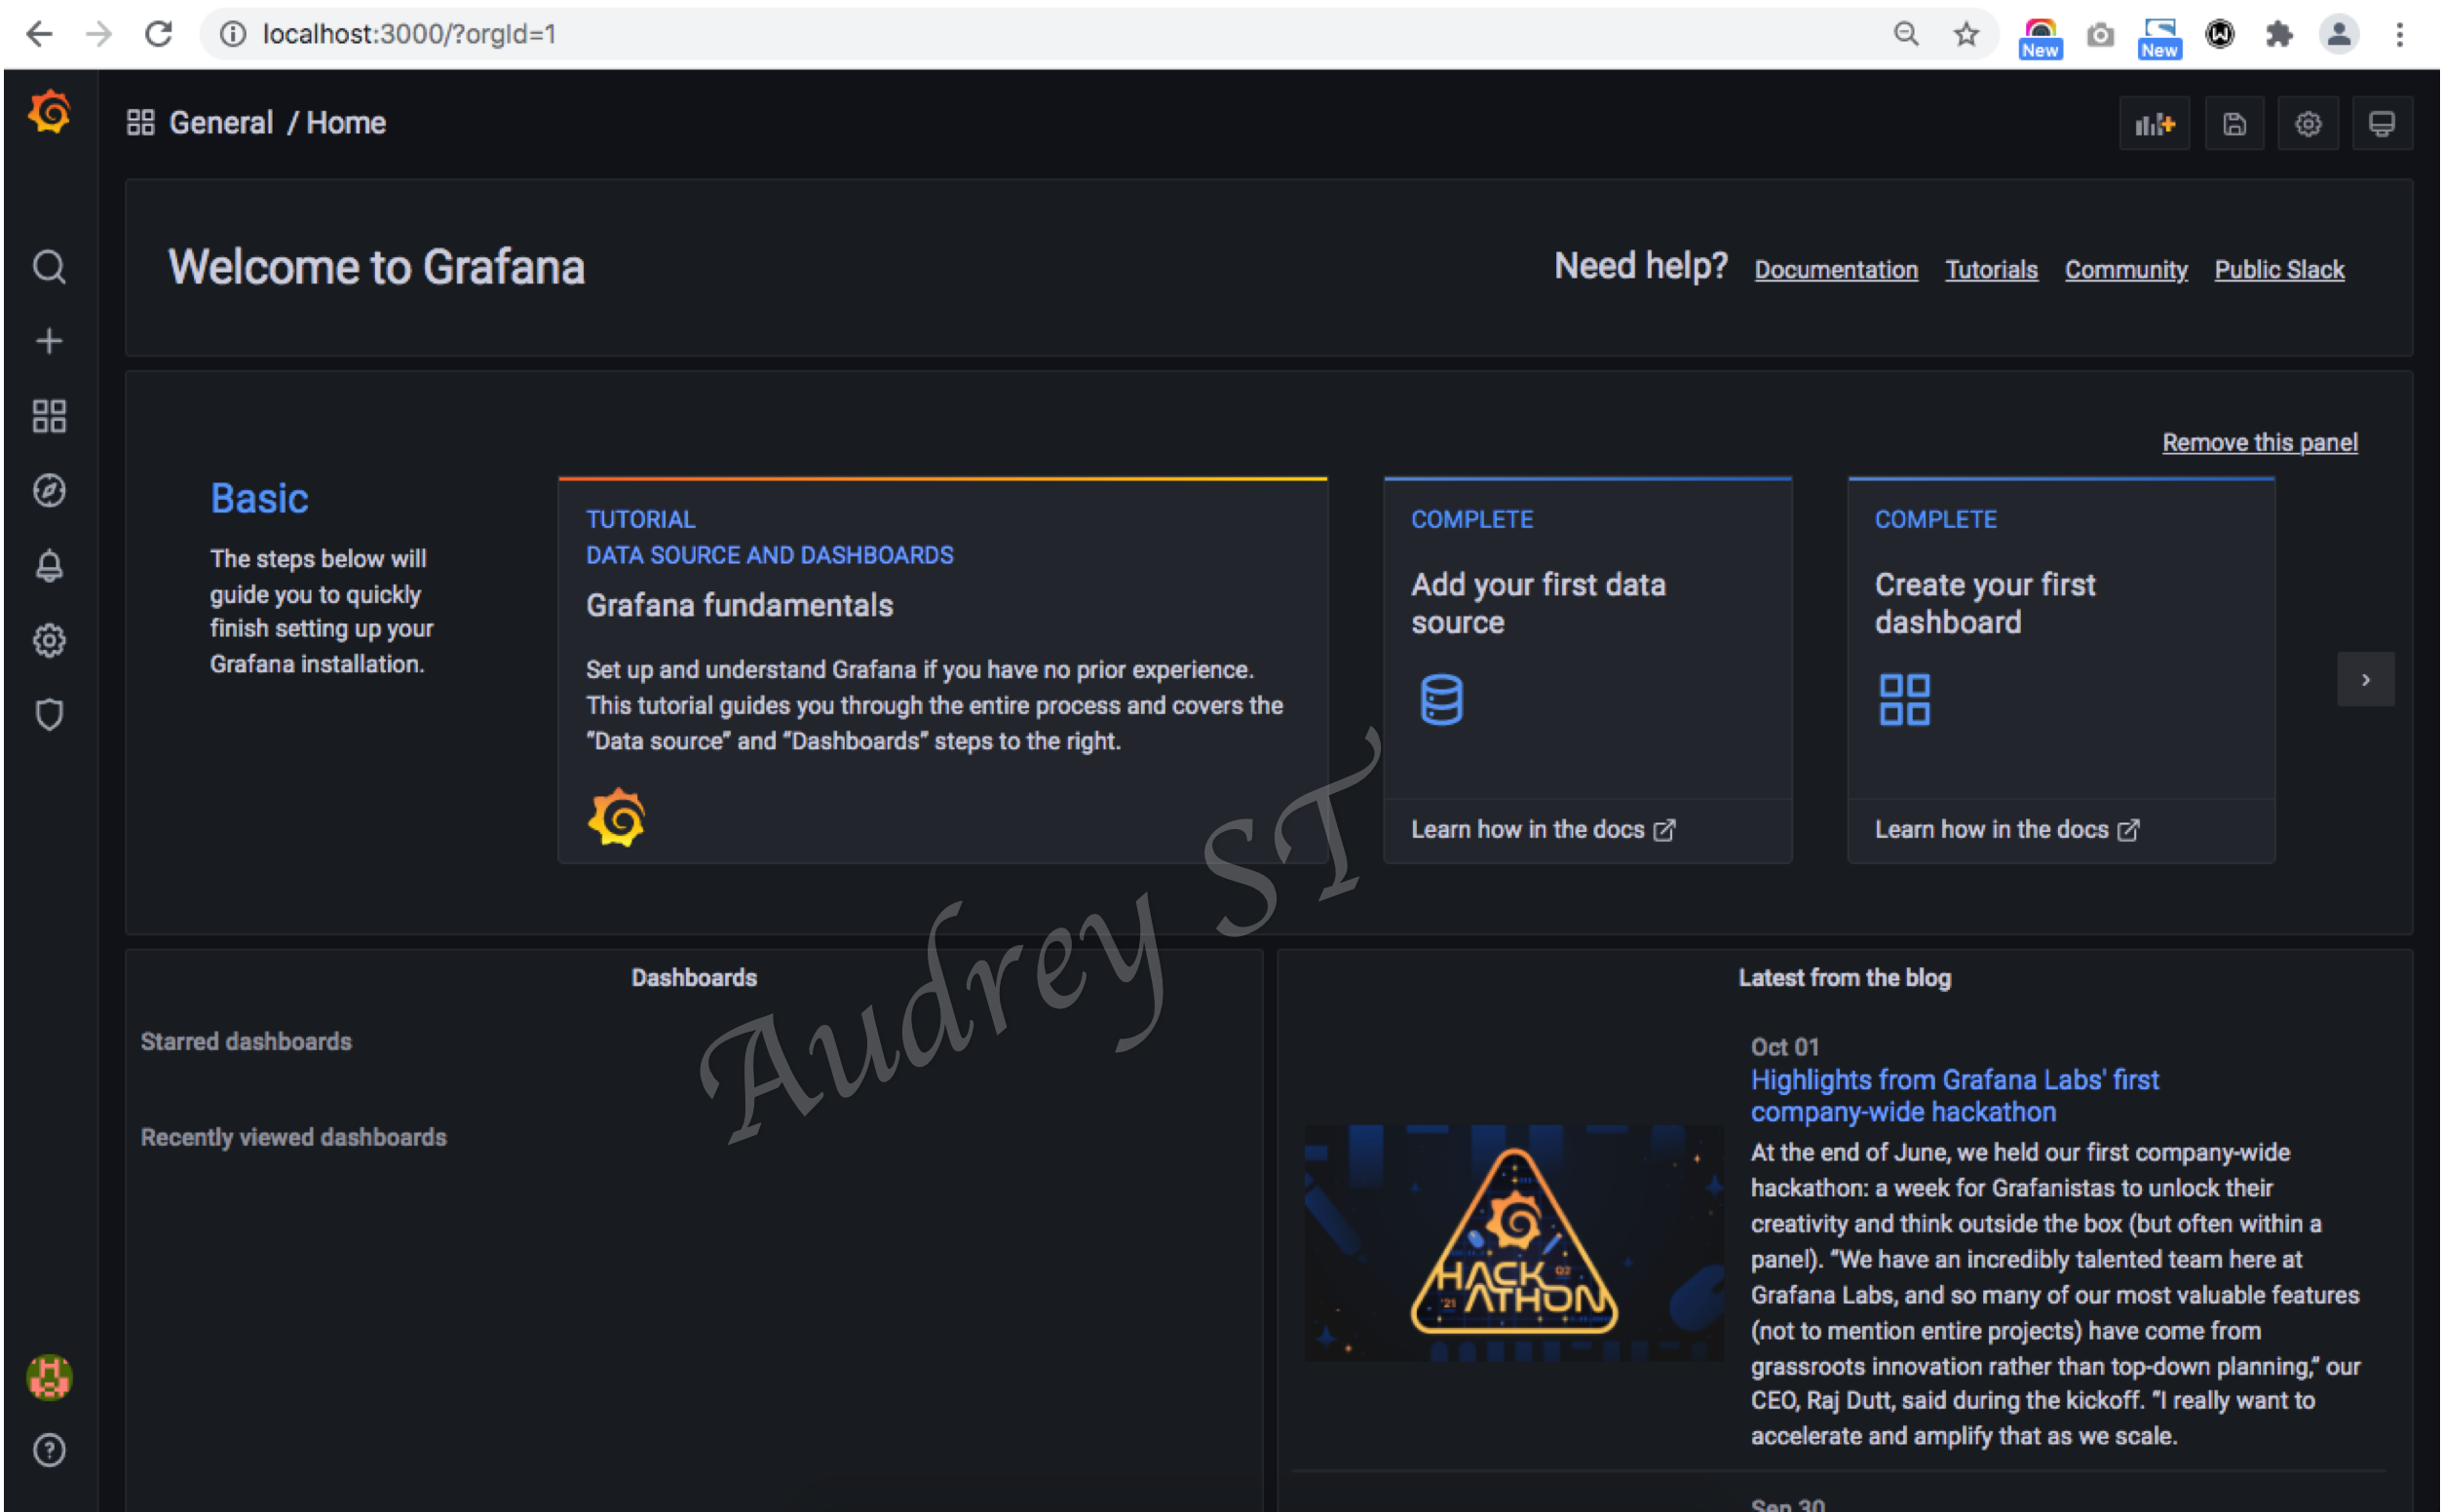 localhost:3000/?orgId=1
New
New
General / Home
Welcome to Grafana
Need help? Documentation Tutorials Community Public Slack
Remove this panel
Basic
The steps below will
guide you to quickly
finish setting up your
Grafana installation.
TUTORIAL
DATA SOURCE AND DASHBOARDS
Grafana fundamentals
Set up and understand Grafana if you have no prior experience.
This tutorial guides you through the entire process and covers the
“Data source” and “Dashboards” steps to the right.
COMPLETE
Add your first data
source
Learn how in the docs
COMPLETE
Create your first
dashboard
Learn how in the docs
Audrey ST
Dashboards
Starred dashboards
Recently viewed dashboards
Latest from the blog
Oct 01
Highlights from Grafana Labs' first
company-wide hackathon
HACK Q2
'21 ATHON
At the end of June, we held our first company-wide
hackathon: a week for Grafanistas to unlock their
creativity and think outside the box (but often within a
panel). “We have an incredibly talented team here at
Grafana Labs, and so many of our most valuable features
(not to mention entire projects) have come from
grassroots innovation rather than top-down planning,” our
CEO, Raj Dutt, said during the kickoff. “I really want to
accelerate and amplify that as we scale.
Sep 30